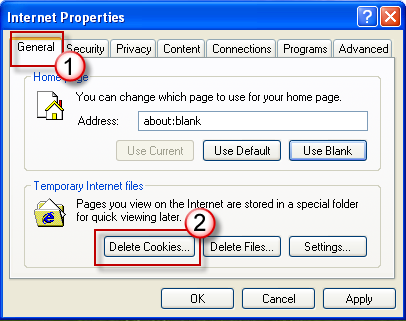 Internet Properties
General Security Privacy Content Connections Programs Advanced
1
Home page
You can change which page to use for your home page.
Address: about:blank
Use Current Use Default Use Blank
Temporary Internet files
Pages you view on the Internet are stored in a special folder
for quick viewing later.
2
Delete Cookies... Delete Files... Settings...
OK Cancel Apply